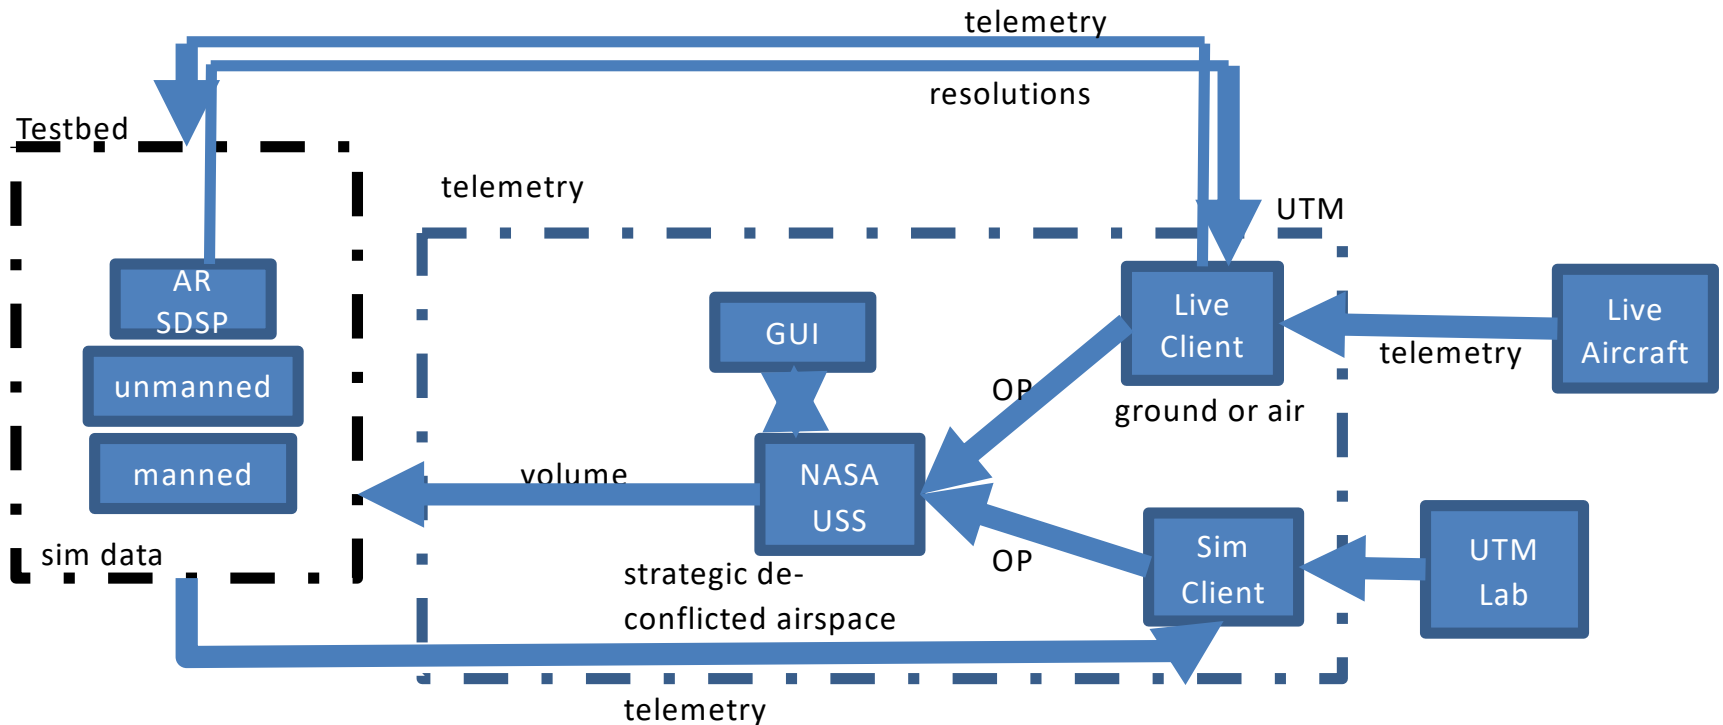 telemetry
resolutions
Testbed
telemetry
UTM
AR
SDSP
unmanned
manned
sim data
GUI
Live
Client
ground or air
Live
Aircraft
telemetry
OP
volume
NASA
USS
OP
strategic de-
conflicted airspace
Sim
Client
UTM
Lab
telemetry